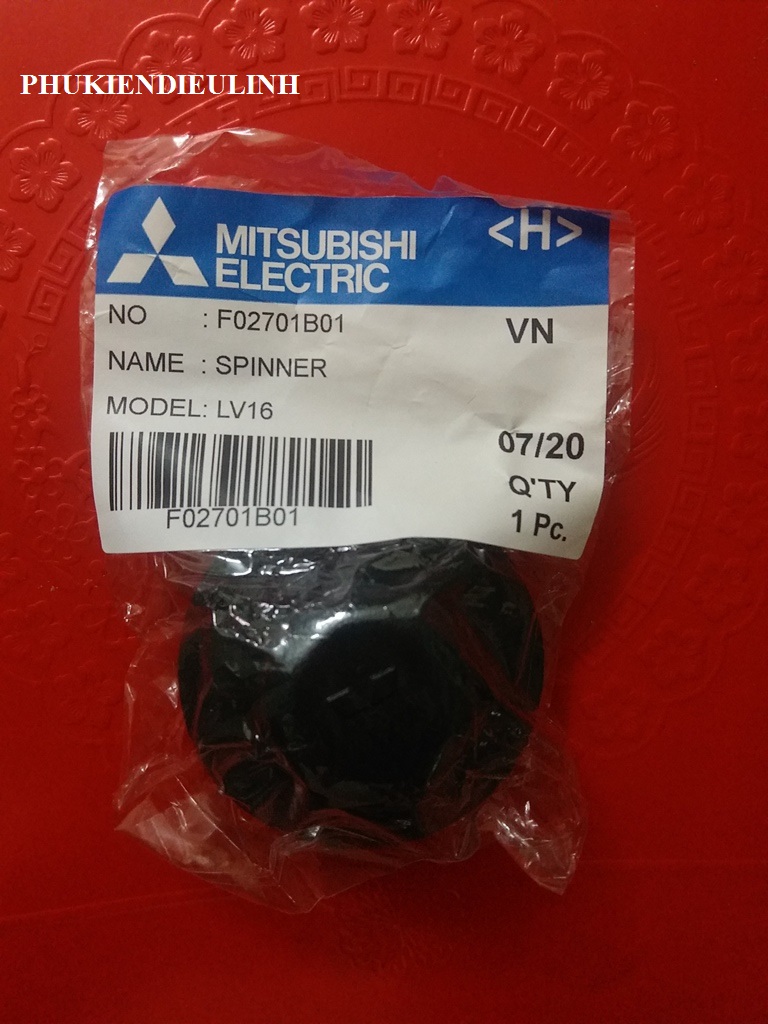 PHUKIENDIEULINH
MITSUBISHI
ELECTRIC
<H>
NO : F02701B01
VN
NAME : SPINNER
MODEL: LV16
07/20
Q'TY
F02701B01
1 Pc.